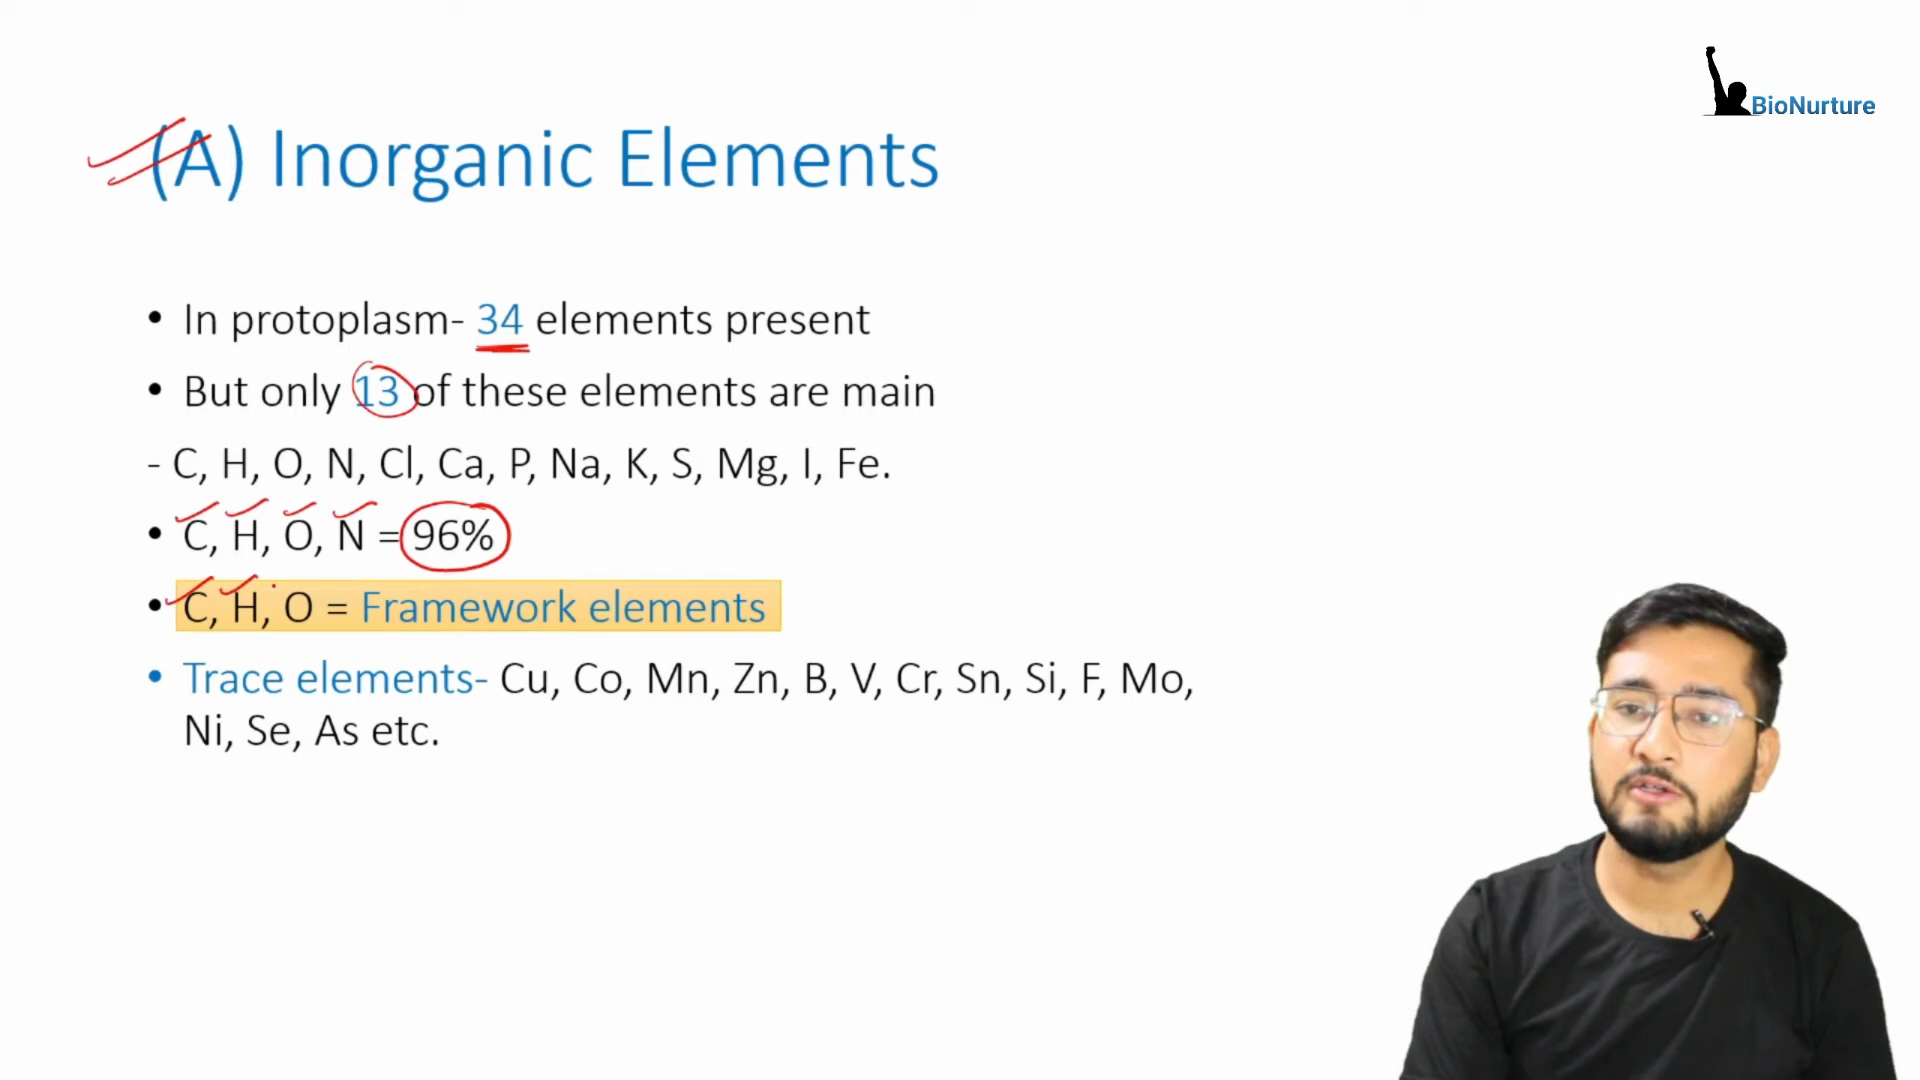 BioNurture
(A) Inorganic Elements
• In protoplasm- 34 elements present
• But only 13 of these elements are main
- C, H, O, N, Cl, Ca, P, Na, K, S, Mg, I, Fe.
• C, H, O, N = 96%
• C, H, O = Framework elements
• Trace elements- Cu, Co, Mn, Zn, B, V, Cr, Sn, Si, F, Mo,
Ni, Se, As etc.